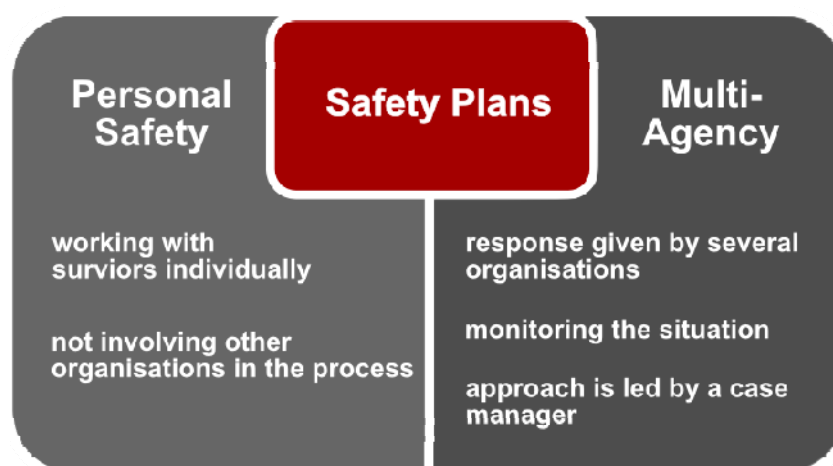 Personal
Safety
Safety Plans
Multi-
Agency
working with
surviors individually
not involving other
organisations in the process
response given by several
organisations
monitoring the situation
approach is led by a case
manager